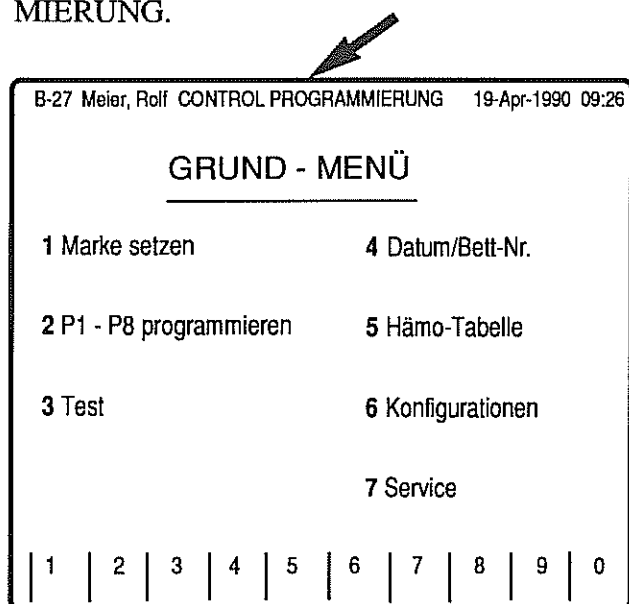 MIERUNG.
B-27 Meier, Rolf CONTROL PROGRAMMIERUNG 19-Apr-1990 09:26
GRUND - MENÜ
1 Marke setzen 4 Datum/Bett-Nr.
2 P1 - P8 programmieren 5 Hämo-Tabelle
3 Test 6 Konfigurationen
7 Service
1 2 3 4 5 6 7 8 9 0